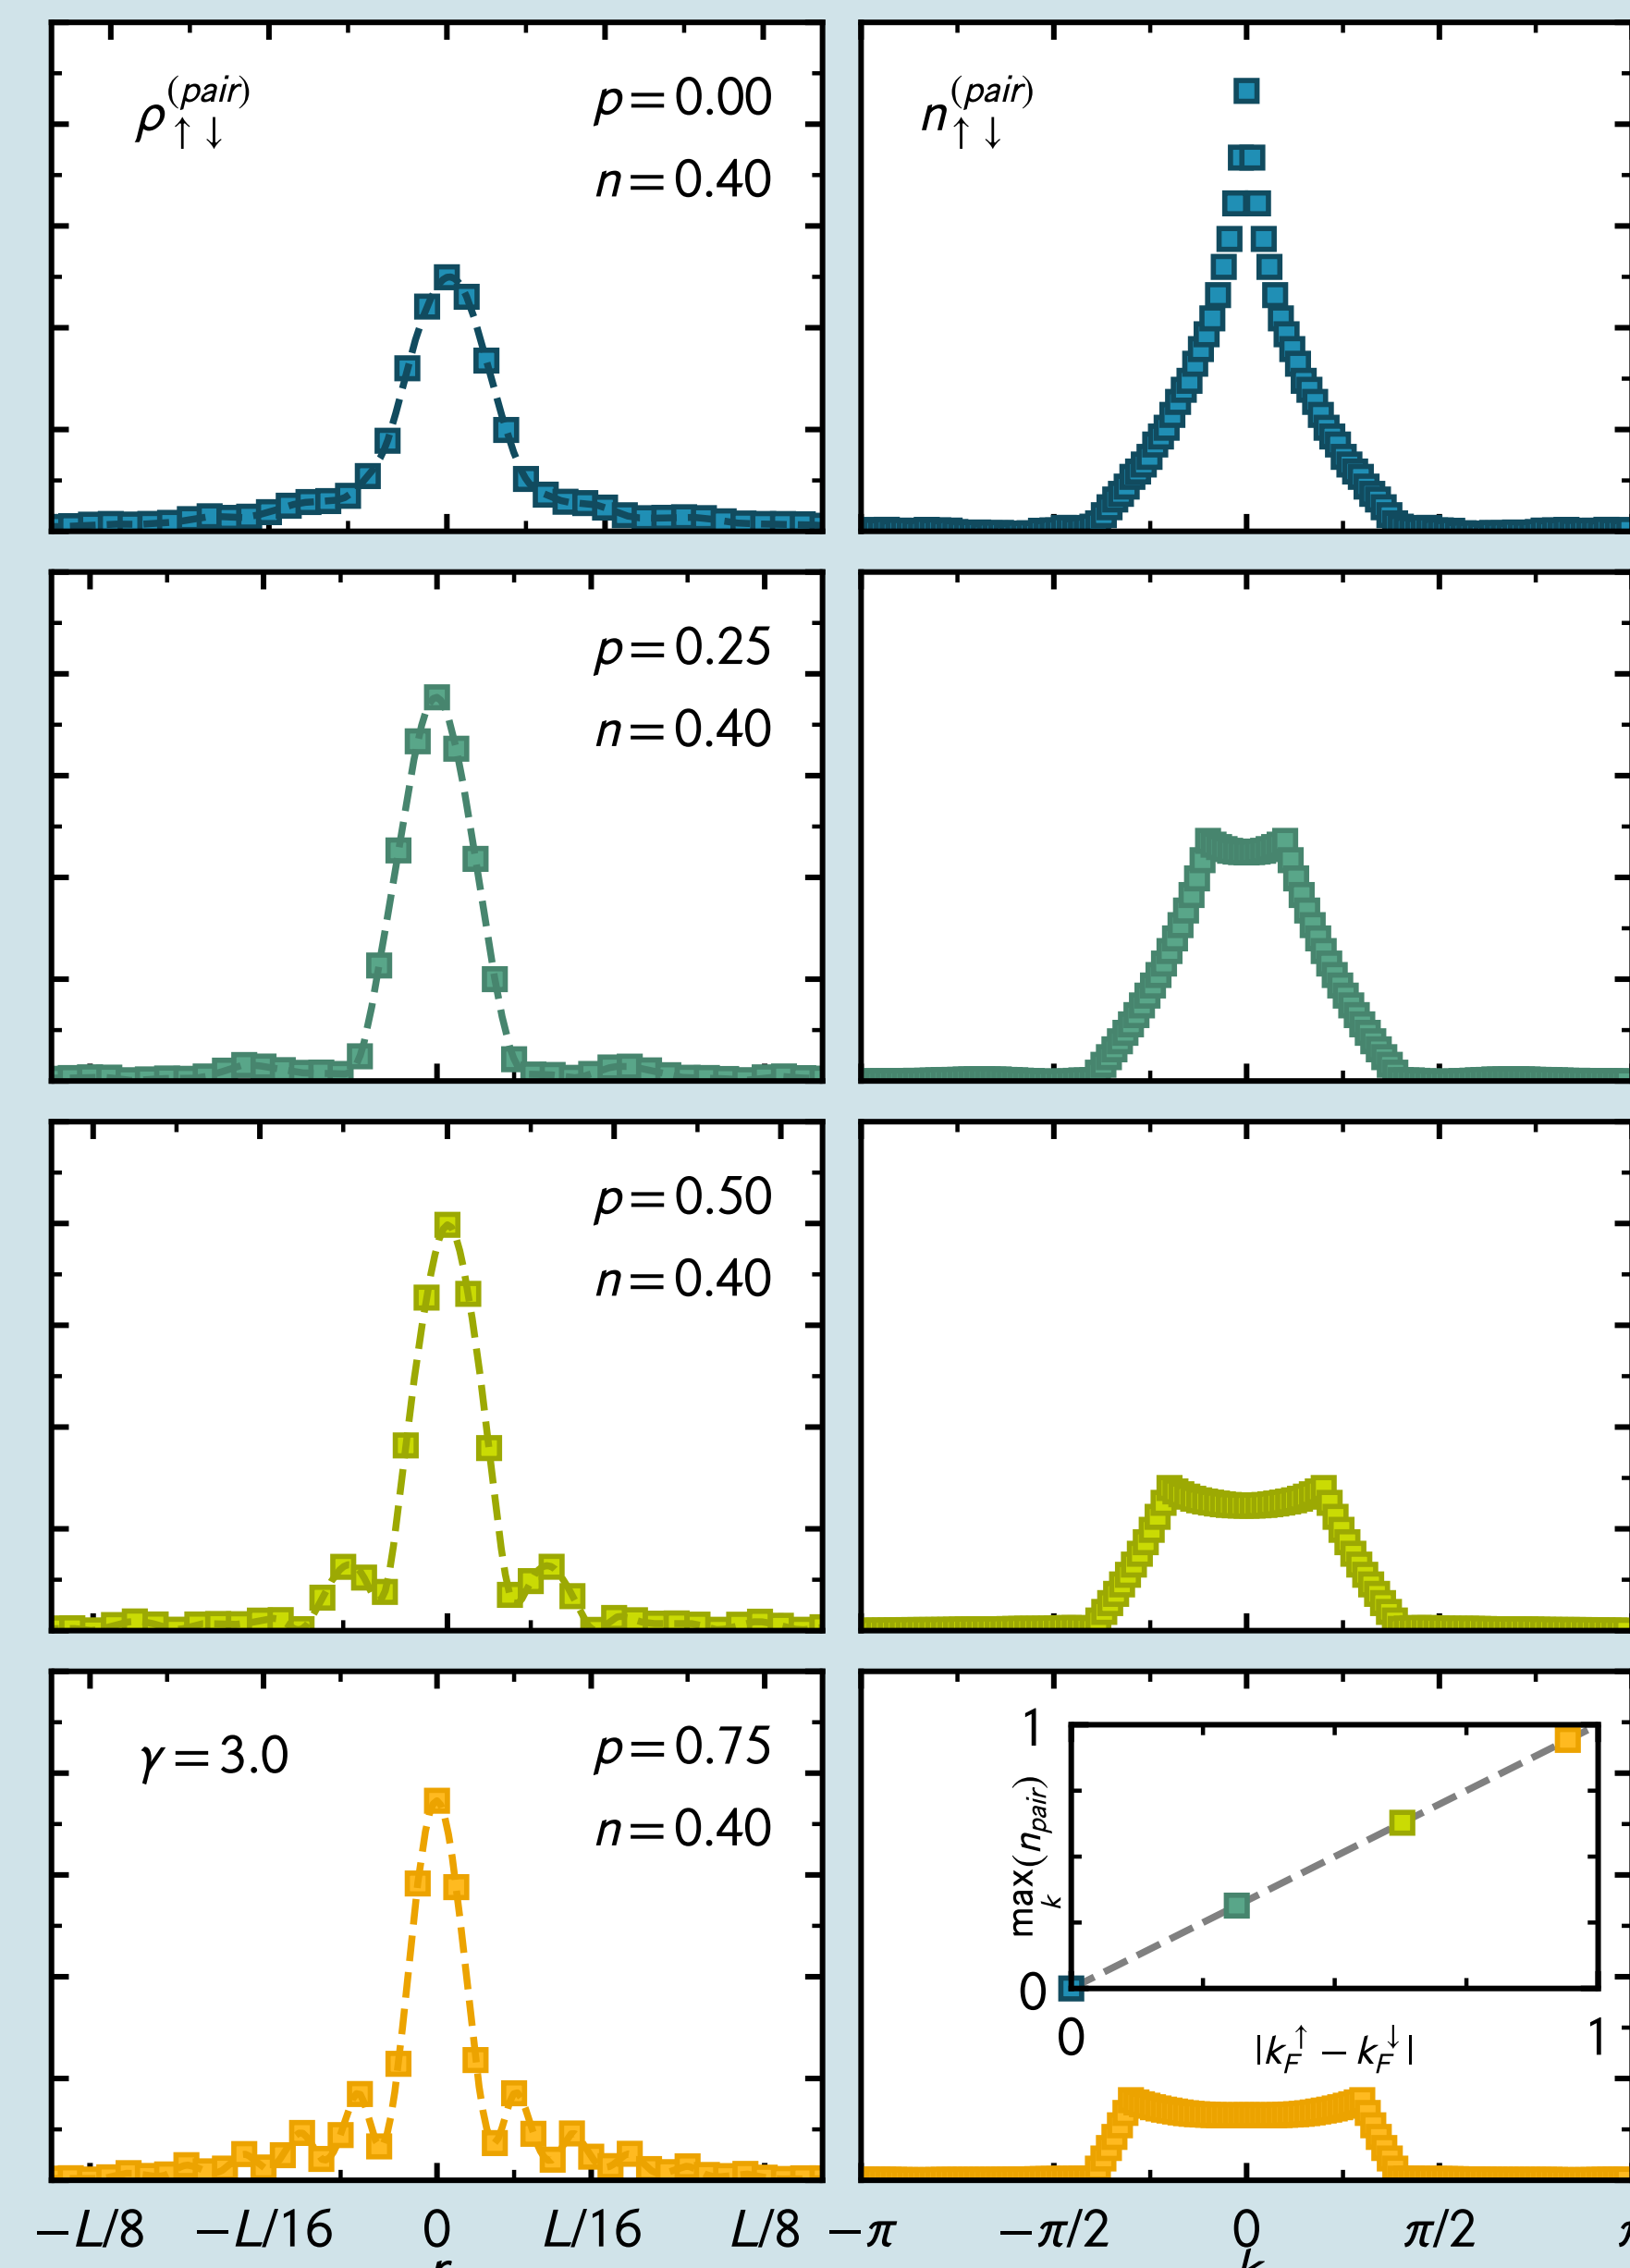 ρ↑↓(pair)
p=0.00
n=0.40
n↑↓(pair)
p=0.25
n=0.40
p=0.50
n=0.40
γ=3.0
p=0.75
n=0.40
1
max(npair)
k
0
0
|kF↑−kF↓|
1
−L/8 −L/16 0 L/16 L/8
−π −π/2 0 π/2